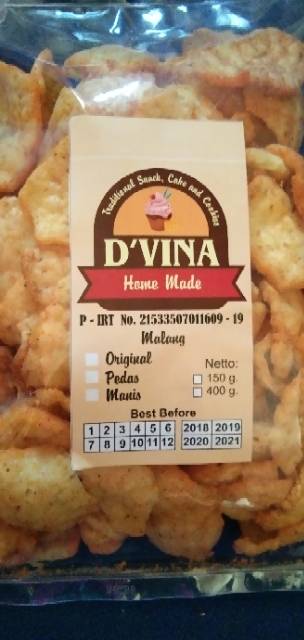 Traditional Snack, Cake and Cookies
D'VINA
Home Made
P - IRT No. 21533507011609 - 19
Malang
Original
Pedas
Manis
Netto:
150 g.
400 g.
Best Before
1 2 3 4 5 6 2018 2019
7 8 9 10 11 12 2020 2021